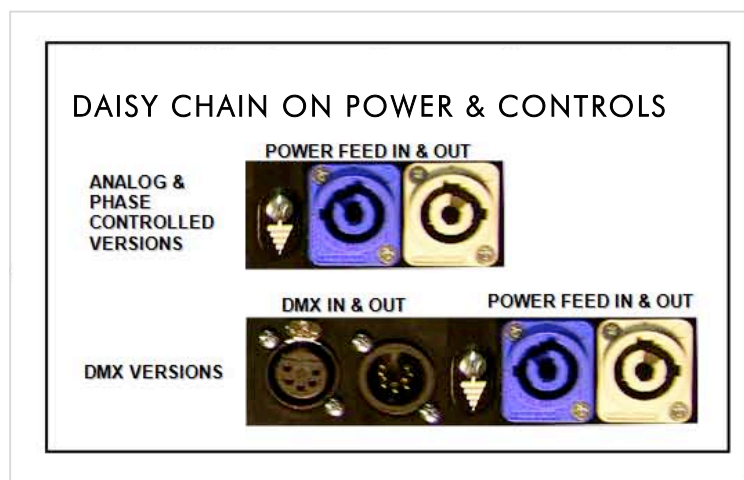 DAISY CHAIN ON POWER & CONTROLS
POWER FEED IN & OUT
ANALOG &
PHASE
CONTROLLED
VERSIONS
DMX IN & OUT
POWER FEED IN & OUT
DMX VERSIONS